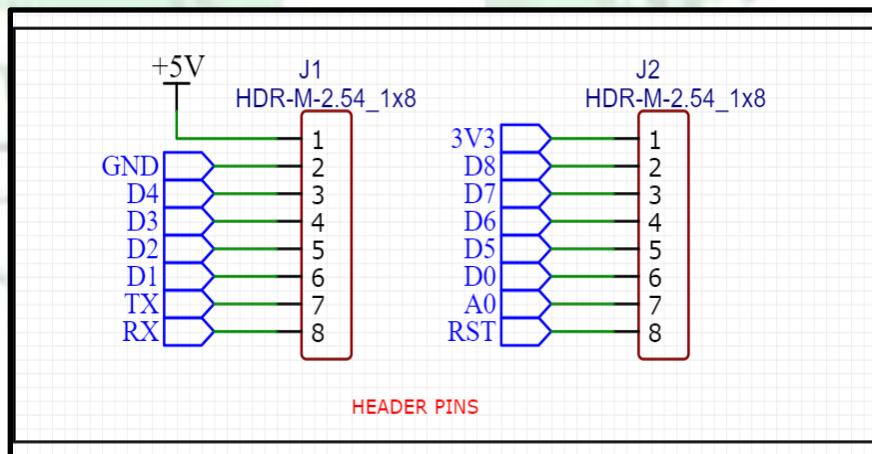 +5V
J1
HDR-M-2.54_1x8
1
GND 2
D4 3
D3 4
D2 5
D1 6
TX 7
RX 8
J2
HDR-M-2.54_1x8
3V3 1
D8 2
D7 3
D6 4
D5 5
D0 6
A0 7
RST 8
HEADER PINS